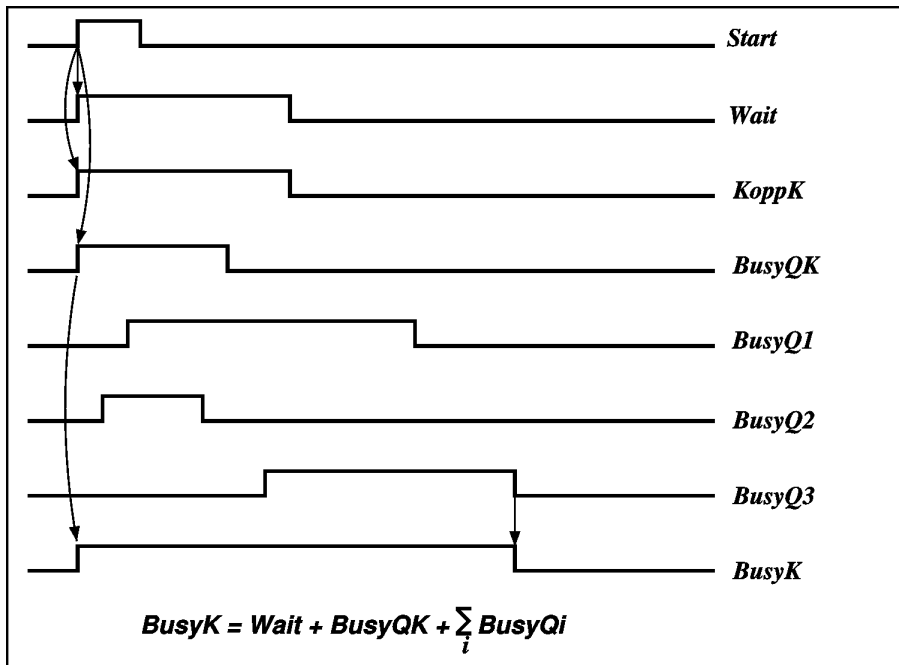 Start
Wait
KoppK
BusyQK
BusyQ1
BusyQ2
BusyQ3
BusyK
BusyK = Wait + BusyQK + ∑ᵢ BusyQi